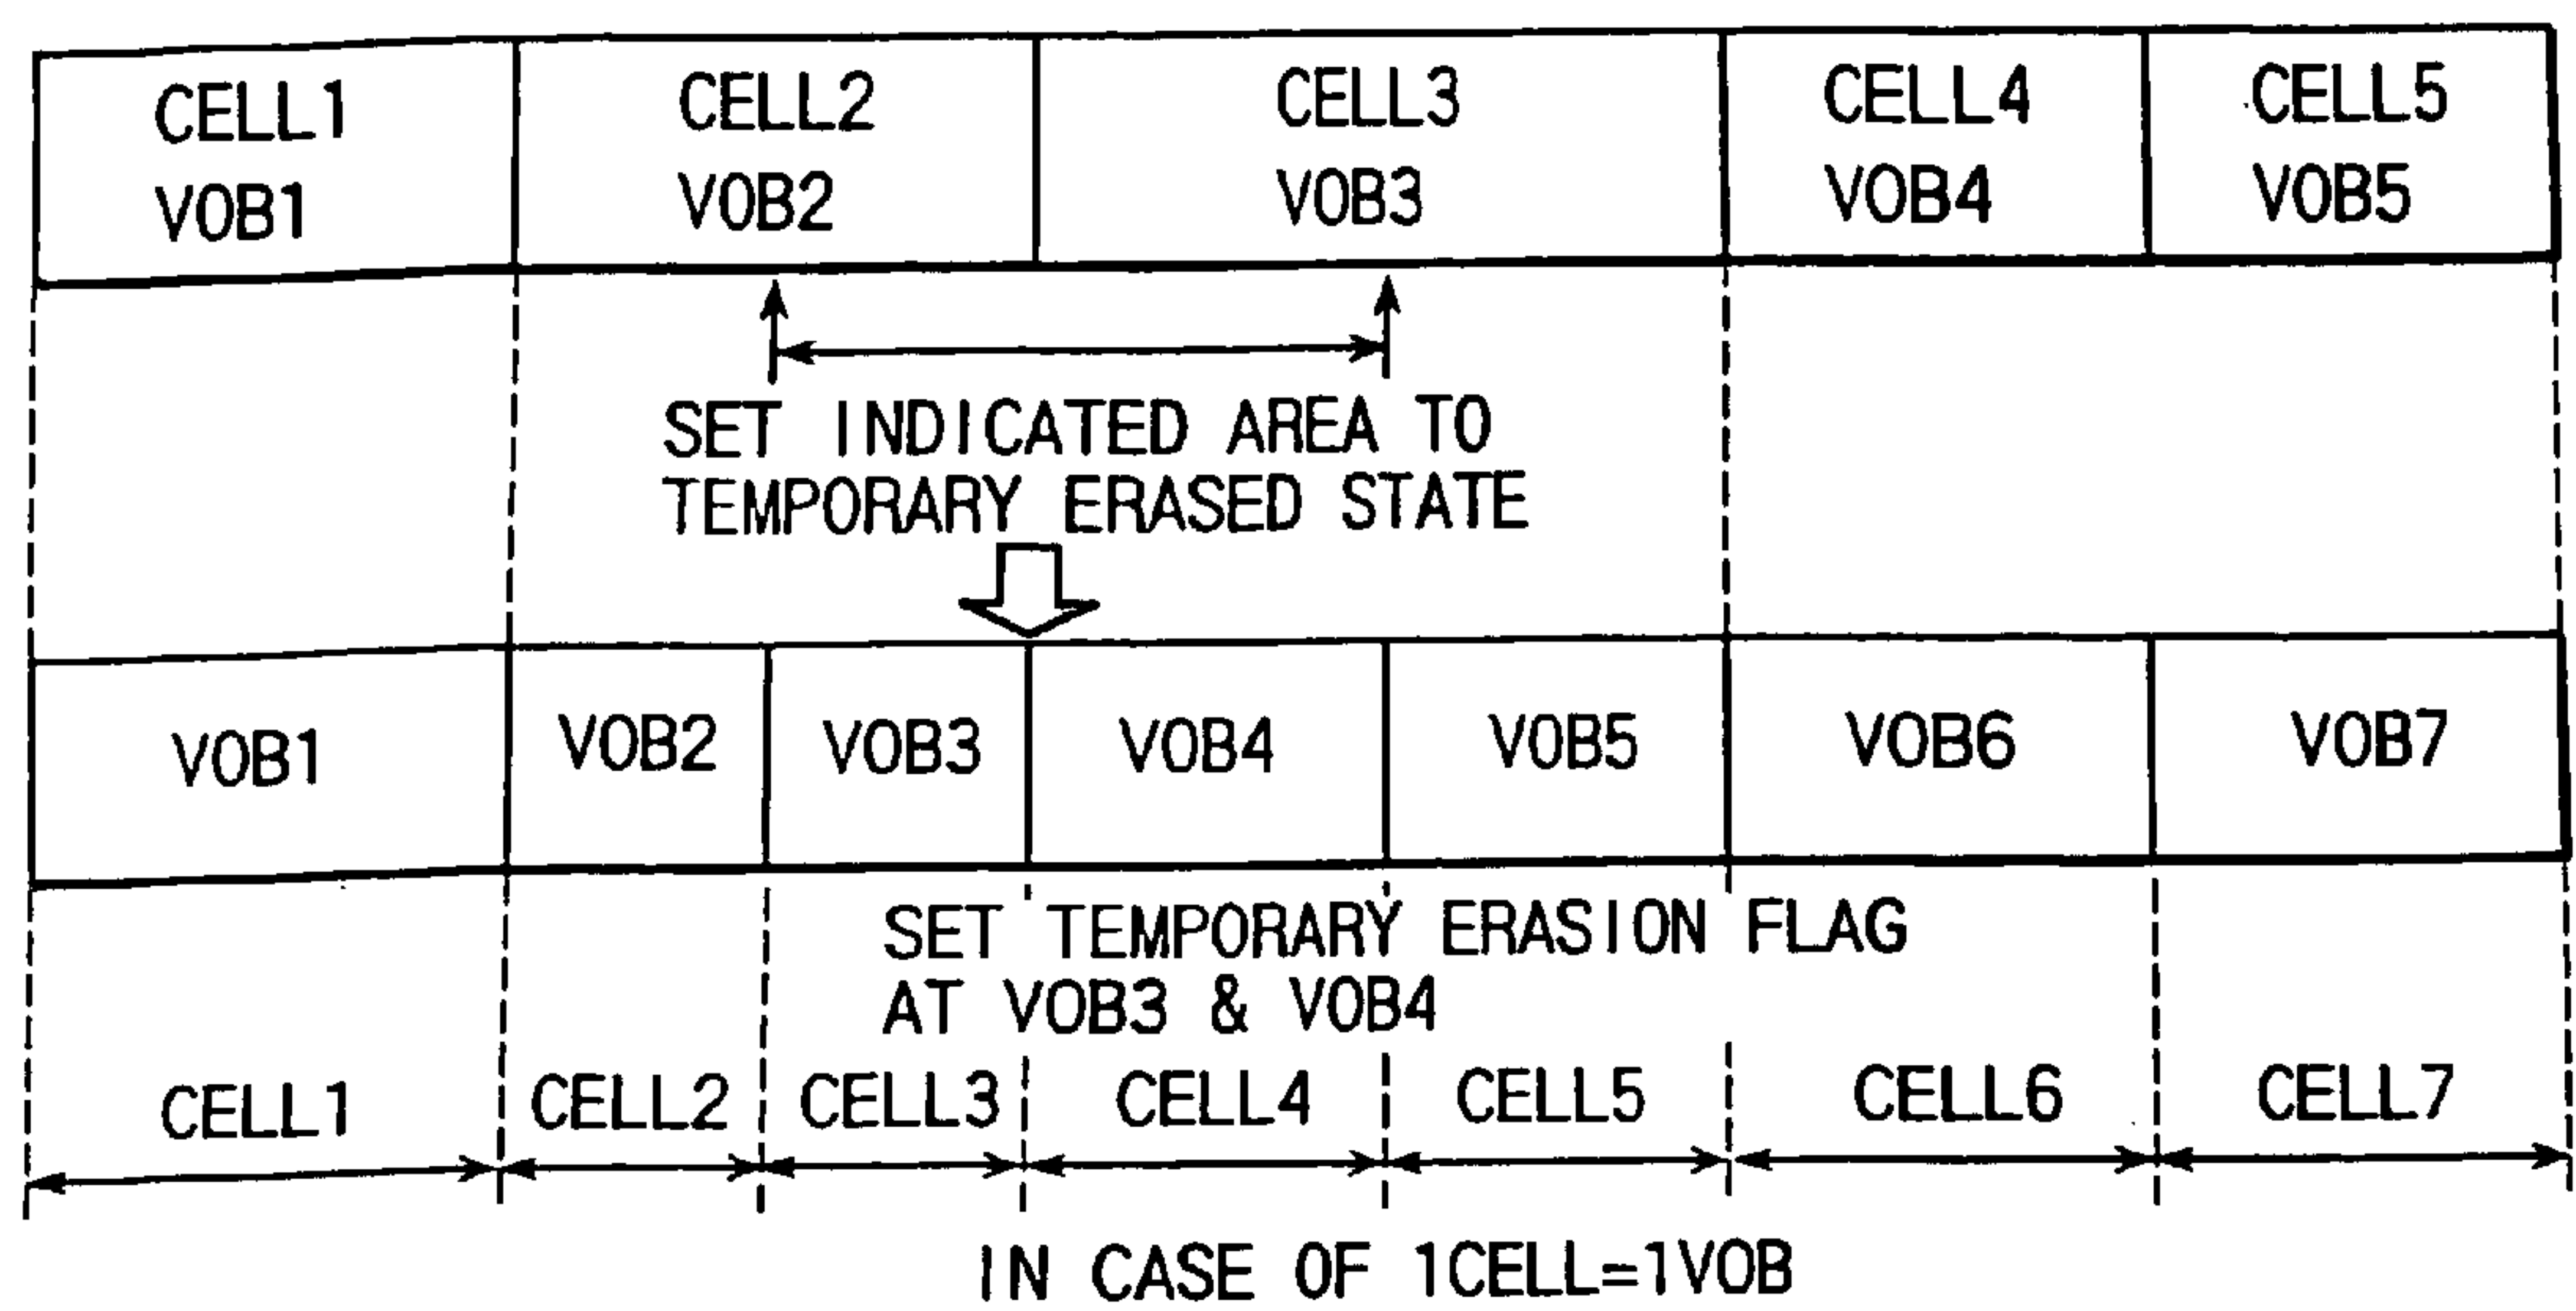 CELL1 CELL2 CELL3 CELL4 CELL5
VOB1 VOB2 VOB3 VOB4 VOB5
SET INDICATED AREA TO
TEMPORARY ERASED STATE
VOB1 VOB2 VOB3 VOB4 VOB5 VOB6 VOB7
SET TEMPORARY ERASION FLAG
AT VOB3 & VOB4
CELL1 CELL2 CELL3 CELL4 CELL5 CELL6 CELL7
IN CASE OF 1CELL=1VOB